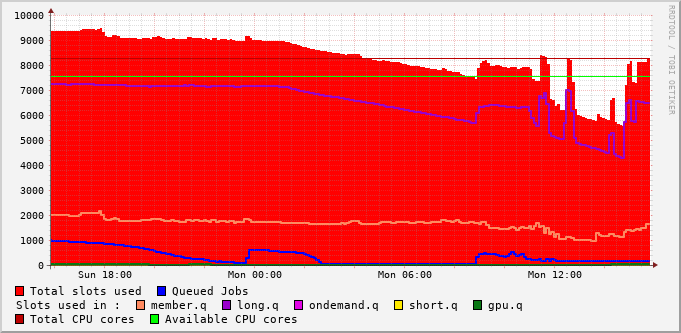 10000
9000
8000
7000
6000
5000
4000
3000
2000
1000
0
Sun 18:00 Mon 00:00 Mon 06:00 Mon 12:00
Total slots used Queued Jobs
Slots used in : member.q long.q ondemand.q short.q gpu.q
Total CPU cores Available CPU cores
RRDTOOL / TOBI OETIKER